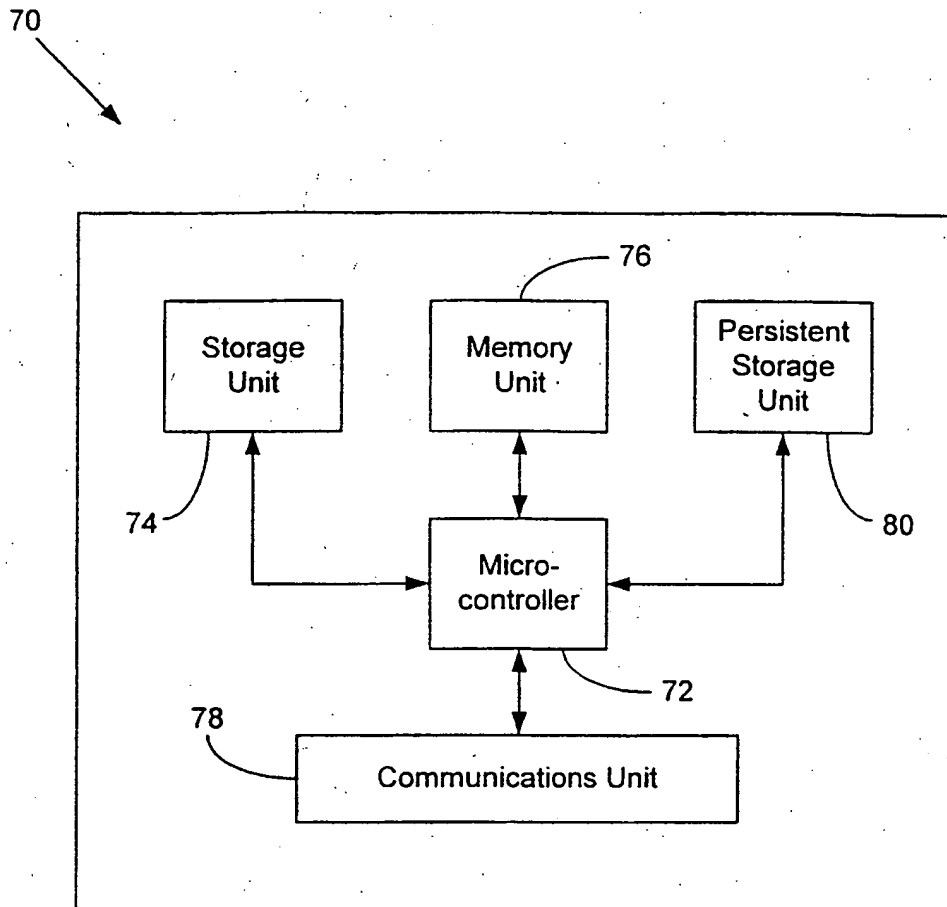 70
76
Storage
Unit
Memory
Unit
Persistent
Storage
Unit
74
80
Micro-
controller
72
78
Communications Unit